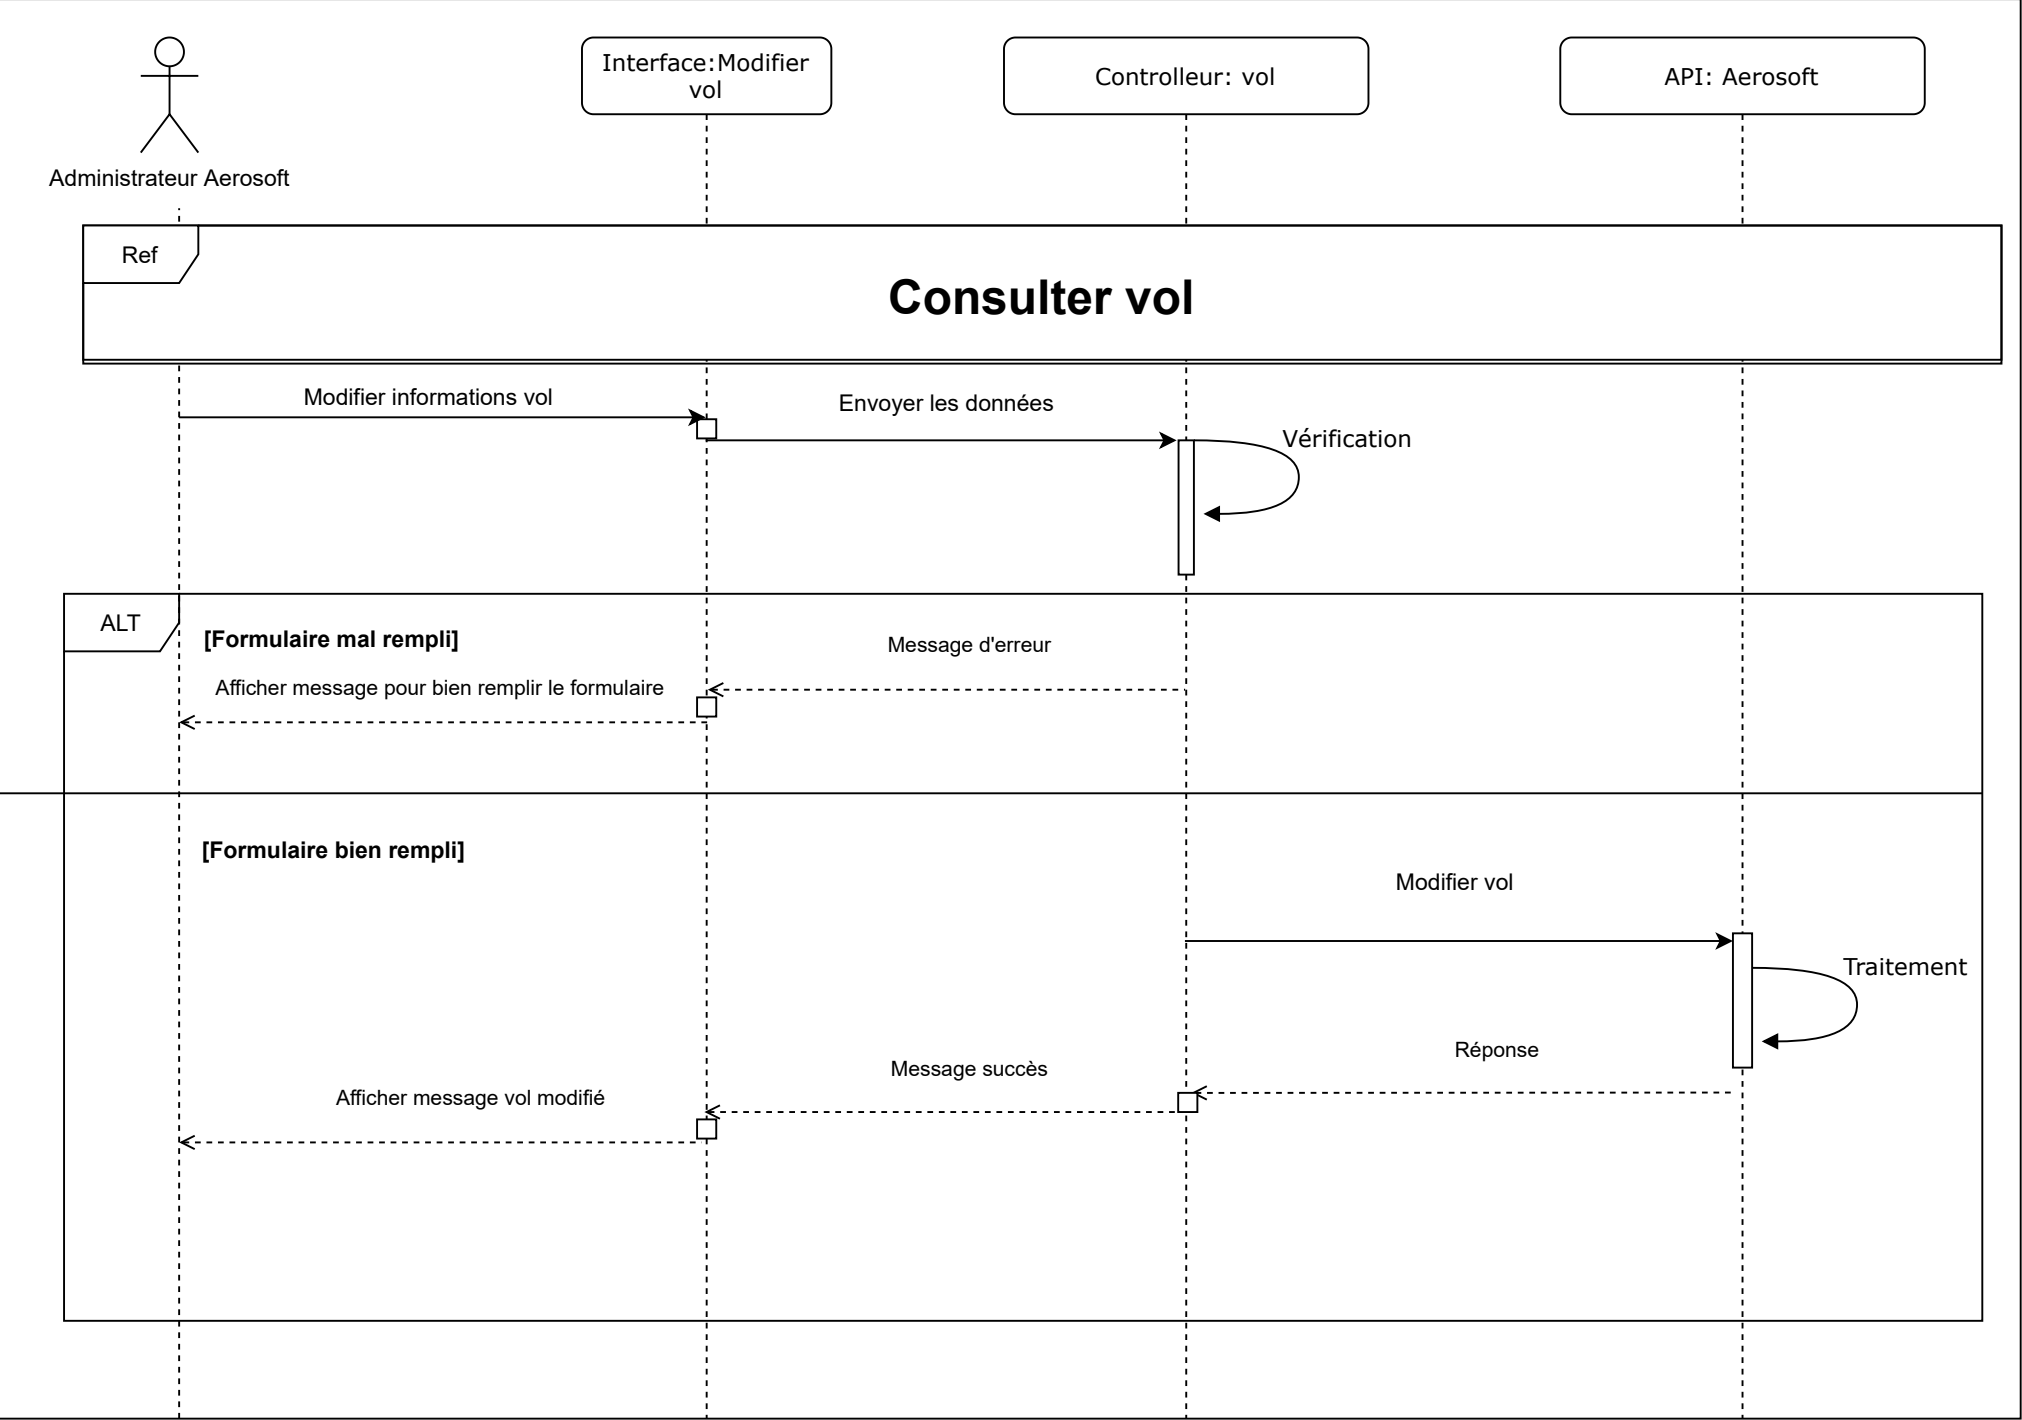 Interface:Modifier
vol
Controlleur: vol
API: Aerosoft
Administrateur Aerosoft
Ref
Consulter vol
Modifier informations vol
Envoyer les données
Vérification
ALT
[Formulaire mal rempli]
Message d'erreur
Afficher message pour bien remplir le formulaire
[Formulaire bien rempli]
Modifier vol
Traitement
Réponse
Message succès
Afficher message vol modifié